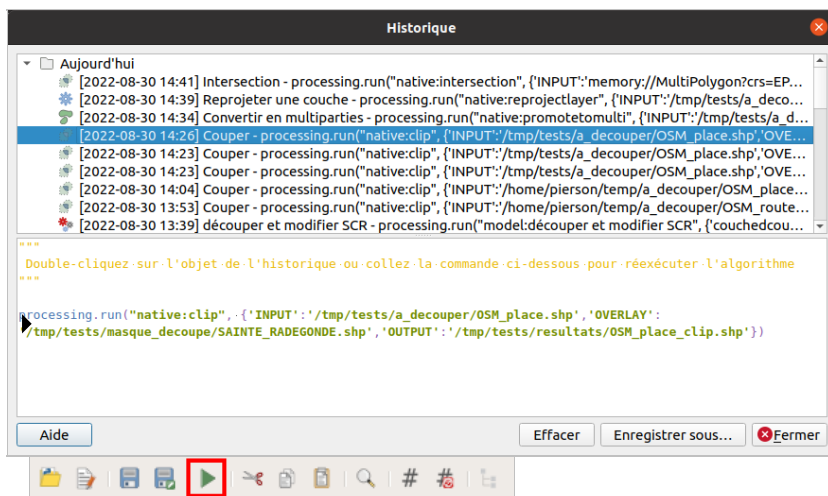 Historique
Aujourd'hui
[2022-08-30 14:41] Intersection - processing.run("native:intersection", {'INPUT':'memory://MultiPolygon?crs=EP...
[2022-08-30 14:39] Reprojeter une couche - processing.run("native:reprojectlayer", {'INPUT':'/tmp/tests/a_deco...
[2022-08-30 14:34] Convertir en multiparties - processing.run("native:promotetomulti", {'INPUT':'/tmp/tests/a_d...
[2022-08-30 14:26] Couper - processing.run("native:clip", {'INPUT':'/tmp/tests/a_decouper/OSM_place.shp','OVE...
[2022-08-30 14:23] Couper - processing.run("native:clip", {'INPUT':'/tmp/tests/a_decouper/OSM_place.shp','OVE...
[2022-08-30 14:23] Couper - processing.run("native:clip", {'INPUT':'/tmp/tests/a_decouper/OSM_place.shp','OVE...
[2022-08-30 14:04] Couper - processing.run("native:clip", {'INPUT':'/home/pierson/temp/a_decouper/OSM_place...
[2022-08-30 13:53] Couper - processing.run("native:clip", {'INPUT':'/home/pierson/temp/a_decouper/OSM_route...
[2022-08-30 13:39] découper et modifier SCR - processing.run("model:découper et modifier SCR", {'couchedcou...
"""
Double-cliquez sur l'objet de l'historique ou collez la commande ci-dessous pour réexécuter l'algorithme
"""
processing.run("native:clip", {'INPUT':'/tmp/tests/a_decouper/OSM_place.shp','OVERLAY':
'/tmp/tests/masque_decoupe/SAINTE_RADEGONDE.shp','OUTPUT':'/tmp/tests/resultats/OSM_place_clip.shp'})
Aide
Effacer
Enregistrer sous...
Fermer